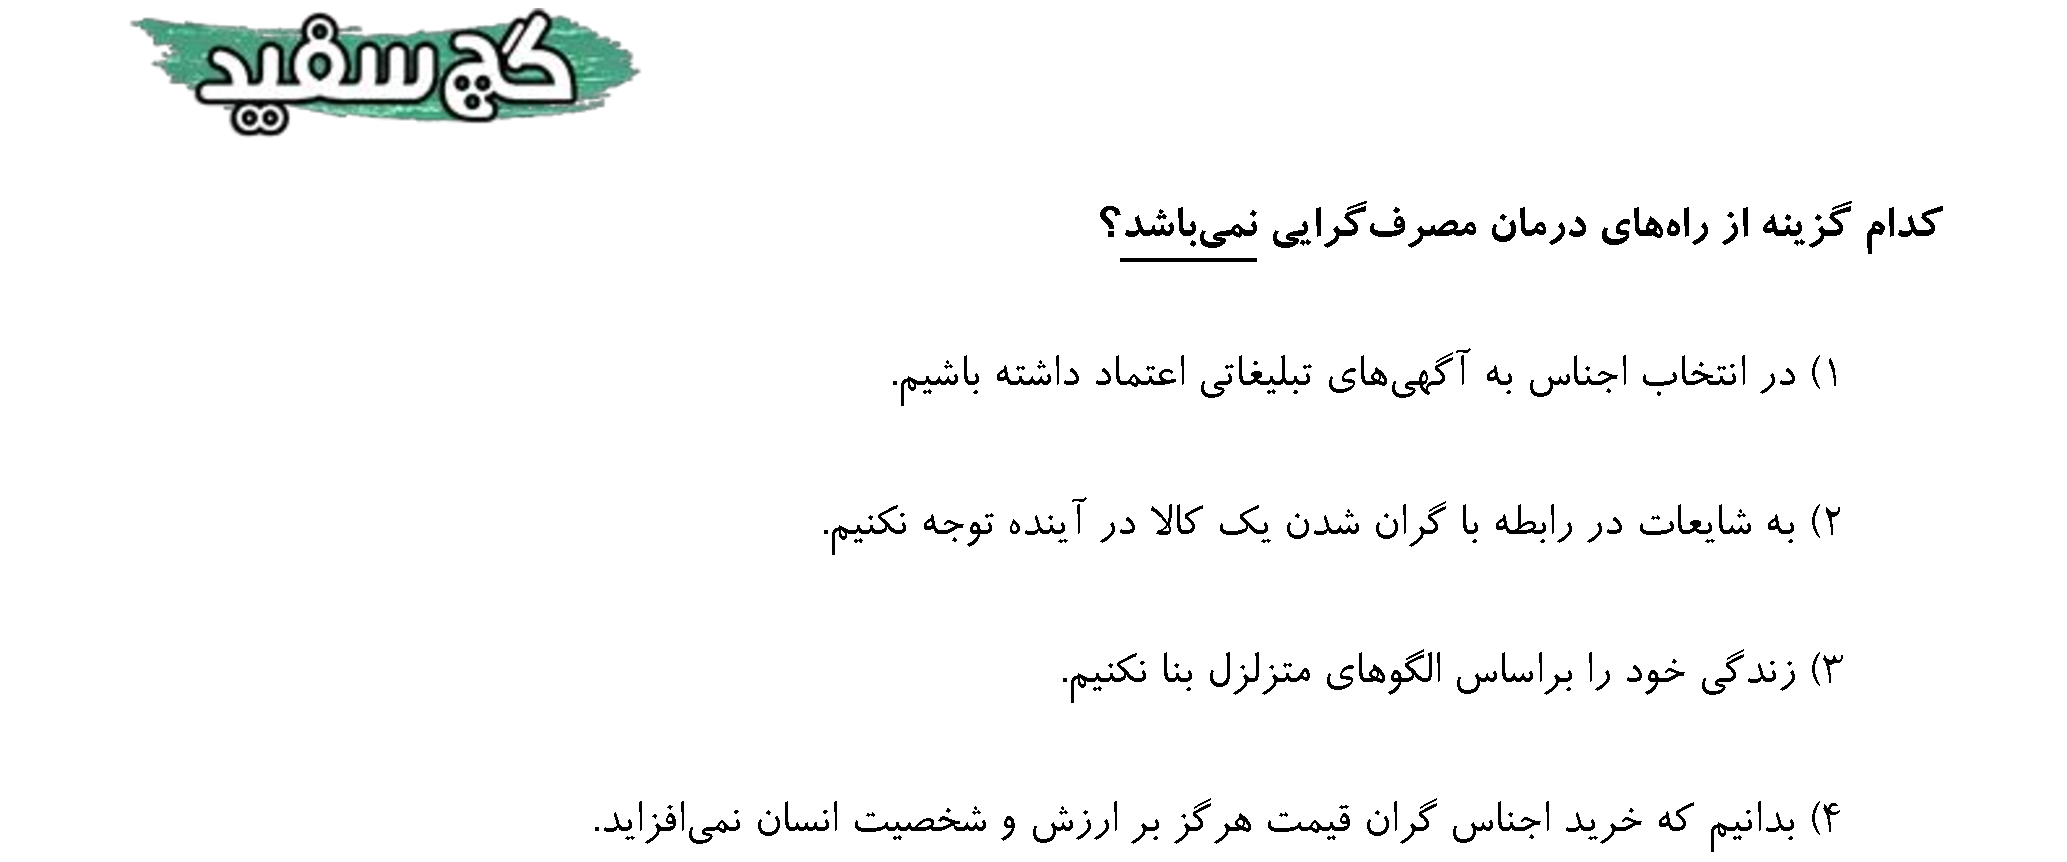 گچ سفید
کدام گزینه از راه‌های درمان مصرف‌گرایی نمی‌باشد؟
۱) در انتخاب اجناس به آگهی‌های تبلیغاتی اعتماد داشته باشیم.
۲) به شایعات در رابطه با گران شدن یک کالا در آینده توجه نکنیم.
۳) زندگی خود را براساس الگوهای متزلزل بنا نکنیم.
۴) بدانیم که خرید اجناس گران قیمت هرگز بر ارزش و شخصیت انسان نمی‌افزاید.